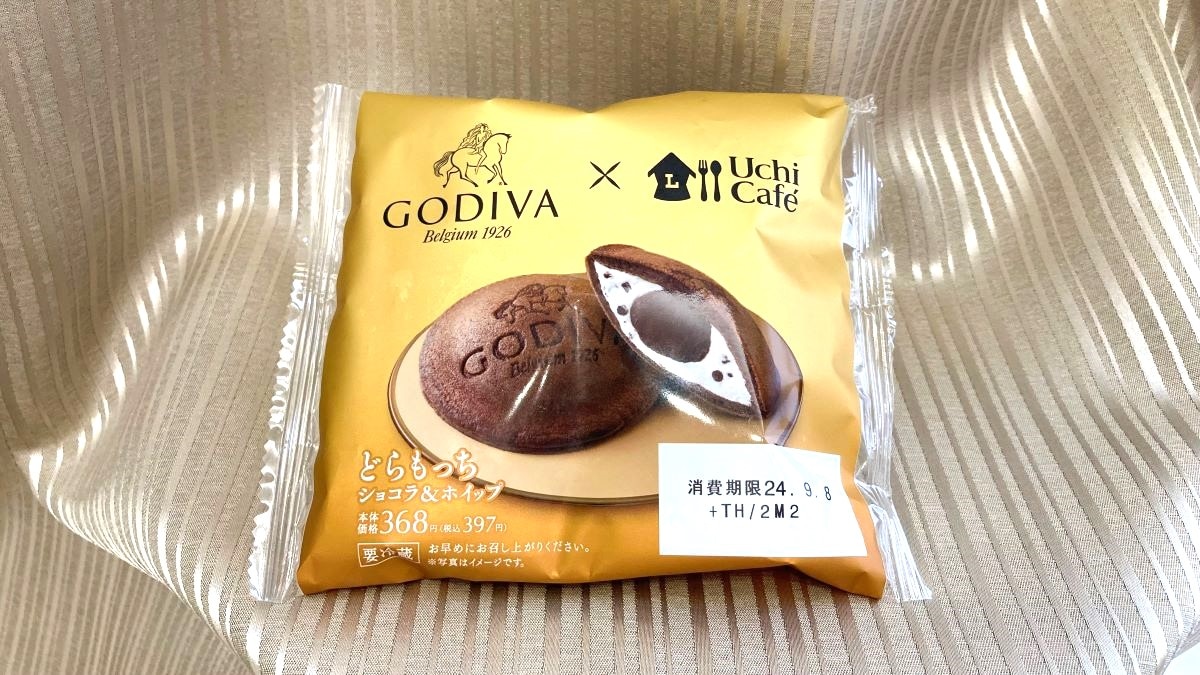 GODIVA
Belgium 1926
×
L
Uchi
Café
GODIVA
Belgium 1926
どらもっち
ショコラ&ホイップ
本体価格368円(税込397円)
要冷蔵
お早めにお召し上がりください。
※写真はイメージです。
消費期限24. 9. 8
+TH/2M2